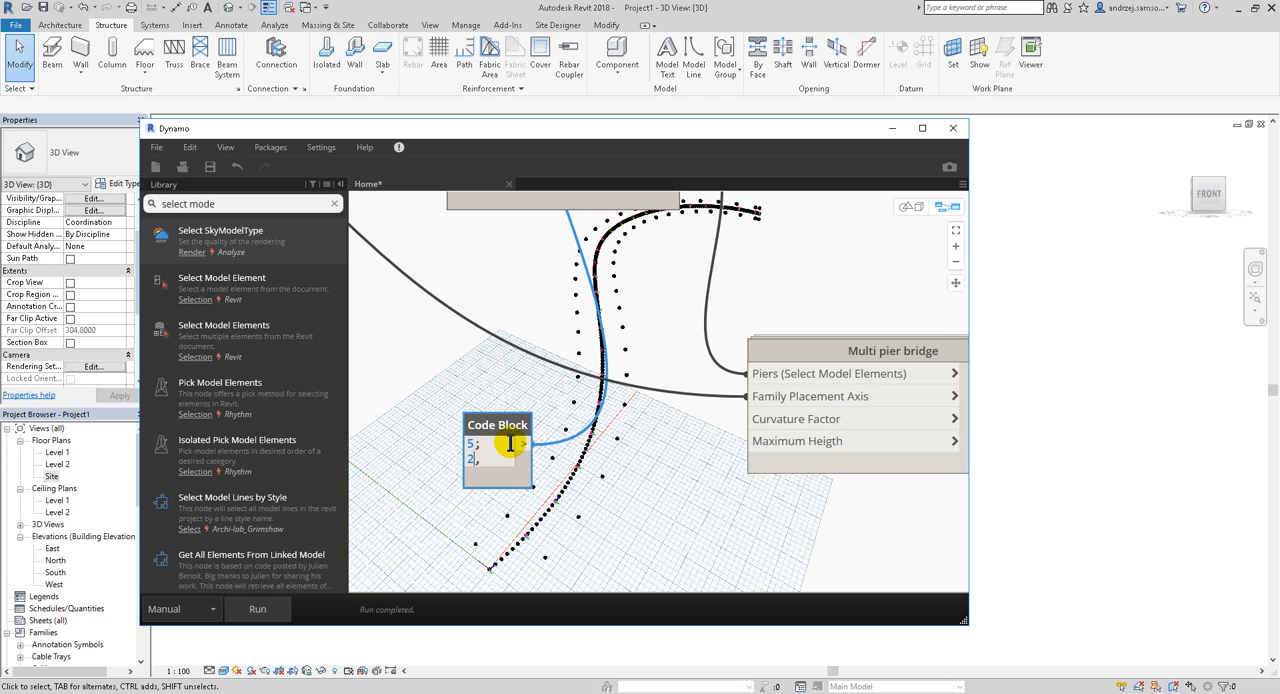 Autodesk Revit 2018 -    Project1 - 3D View: {3D}
Type a keyword or phrase
andrzej.samso...
File Architecture Structure Systems Insert Annotate Analyze Massing & Site Collaborate View Manage Add-Ins Site Designer Modify
Modify Beam Wall Column Floor Truss Brace Beam System Connection Isolated Wall Slab Rebar Area Path Fabric Area Fabric Sheet Cover Rebar Coupler Component Model Text Model Line Model Group By Face Shaft Wall Vertical Dormer Level Grid Set Show Ref Plane Viewer
Select Structure Connection Foundation Reinforcement Model Opening Datum Work Plane
Properties
3D View
3D View: {3D}
Edit Type
Visibility/Grap... Edit...
Graphic Displ... Edit...
Discipline Coordination
Show Hidden ... By Discipline
Default Analy... None
Sun Path
Extents
Crop View
Crop Region ...
Annotation Cr...
Far Clip Active
Far Clip Offset 304.8000
Section Box
Camera
Rendering Set... Edit...
Locked Orient...
Properties help
Apply
Project Browser - Project1
Views (all)
Floor Plans
Level 1
Level 2
Site
Ceiling Plans
Level 1
Level 2
3D Views
Elevations (Building Elevation
East
North
South
West
Legends
Schedules/Quantities
Sheets (all)
Families
Annotation Symbols
Cable Trays
Dynamo
File Edit View Packages Settings Help
Library
Home*
select mode
Select SkyModelType
Set the quality of the rendering
Render Analyze
Select Model Element
Select a model element from the document.
Selection Revit
Select Model Elements
Select multiple elements from the Revit
document.
Selection Revit
Pick Model Elements
This node offers a pick method for selecting
elements in Revit.
Selection Rhythm
Isolated Pick Model Elements
Pick model elements in desired order of a
desired category.
Selection Rhythm
Select Model Lines by Style
This node will select all model lines in the revit
project by a line style name.
Select Archi-lab_Grimshaw
Get All Elements From Linked Model
This node is based on code posted by Julien
Benoit. Big thanks to Julien for sharing his
work. This node will retrieve all elements of...
Code Block
5; >
2;
Multi pier bridge
Piers (Select Model Elements) >
Family Placement Axis >
Curvature Factor >
Maximum Heigth >
FRONT
Manual
Run
Run completed.
1 : 100
Click to select, TAB for alternates, CTRL adds, SHIFT unselects.
:0
Main Model
:0